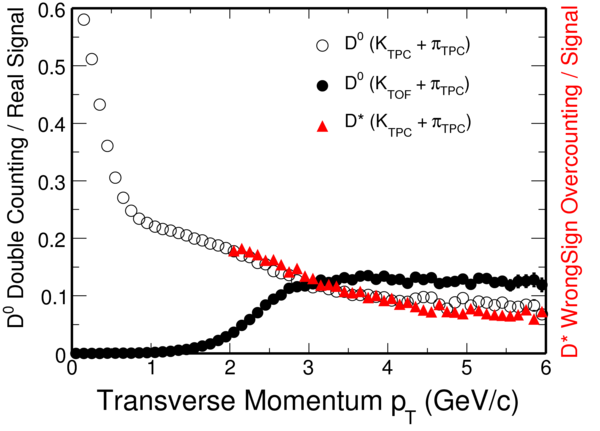 D⁰ Double Counting / Real Signal
0.6
0.5
0.4
0.3
0.2
0.1
0
D⁰ (K_TPC + π_TPC)
D⁰ (K_TOF + π_TPC)
D* (K_TPC + π_TPC)
D* WrongSign Overcounting / Signal
0 1 2 3 4 5 6
Transverse Momentum p_T (GeV/c)